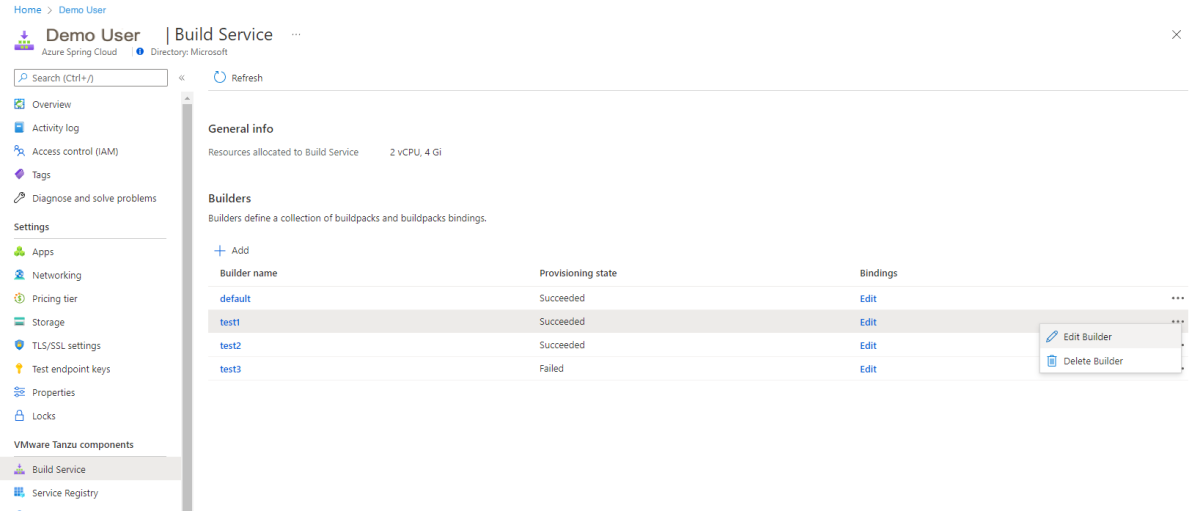 Home > Demo User
Demo User | Build Service ...
Azure Spring Cloud | Directory: Microsoft
Search (Ctrl+/)
«
Refresh
Overview
Activity log
Access control (IAM)
Tags
Diagnose and solve problems
Settings
Apps
Networking
Pricing tier
Storage
TLS/SSL settings
Test endpoint keys
Properties
Locks
VMware Tanzu components
Build Service
Service Registry
General info
Resources allocated to Build Service 2 vCPU, 4 Gi
Builders
Builders define a collection of buildpacks and buildpacks bindings.
+ Add
Builder name Provisioning state Bindings
default Succeeded Edit ...
test1 Succeeded Edit ...
test2 Succeeded Edit
test3 Failed Edit
Edit Builder
Delete Builder